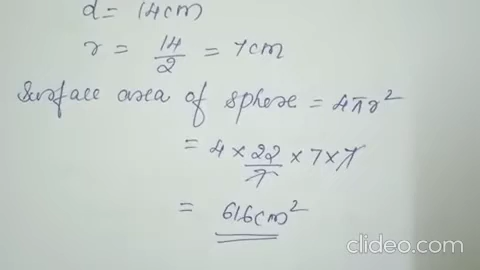 d = 14cm
r = 14/2 = 7cm
Surface area of sphere = 4πr²
= 4 × 22/7 × 7 × 7
= 616cm²
clideo.com